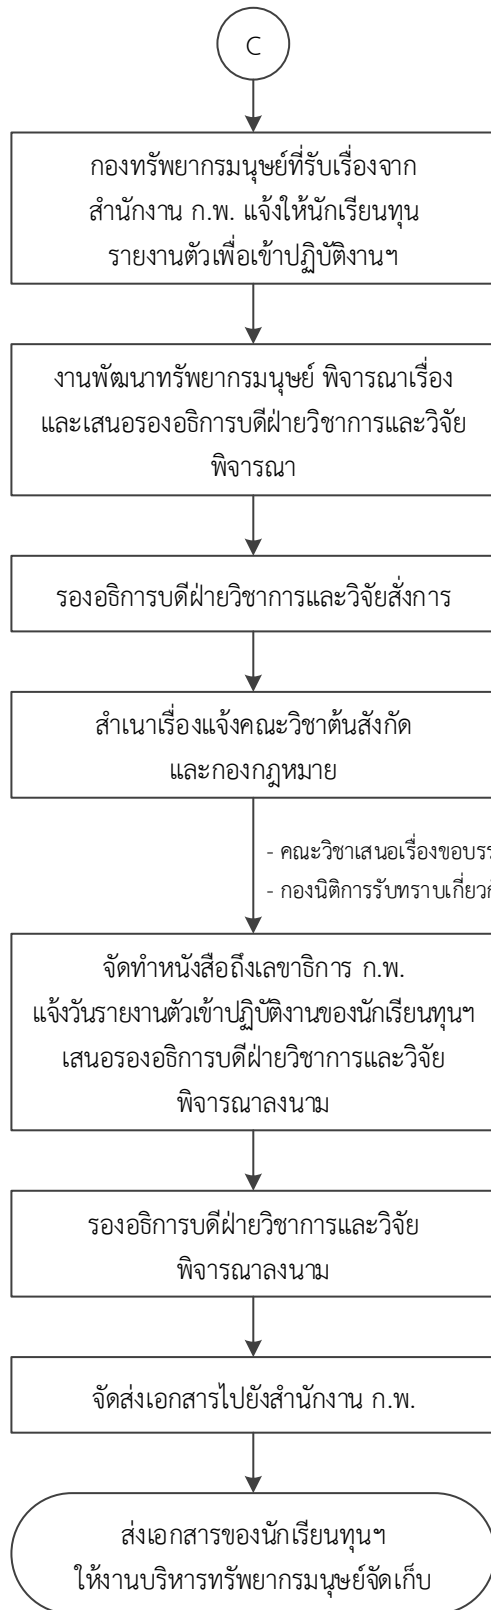 C
กองทรัพยากรมนุษย์ที่รับเรื่องจาก
สำนักงาน ก.พ. แจ้งให้นักเรียนทุน
รายงานตัวเพื่อเข้าปฏิบัติงานฯ
งานพัฒนาทรัพยากรมนุษย์ พิจารณาเรื่อง
และเสนอรองอธิการบดีฝ่ายวิชาการและวิจัย
พิจารณา
รองอธิการบดีฝ่ายวิชาการและวิจัยสั่งการ
สำเนาเรื่องแจ้งคณะวิชาต้นสังกัด
และกองกฎหมาย
- คณะวิชาเสนอเรื่องขอบรร
- กองนิติการรับทราบเกี่ยวก
จัดทำหนังสือถึงเลขาธิการ ก.พ.
แจ้งวันรายงานตัวเข้าปฏิบัติงานของนักเรียนทุนฯ
เสนอรองอธิการบดีฝ่ายวิชาการและวิจัย
พิจารณาลงนาม
รองอธิการบดีฝ่ายวิชาการและวิจัย
พิจารณาลงนาม
จัดส่งเอกสารไปยังสำนักงาน ก.พ.
ส่งเอกสารของนักเรียนทุนฯ
ให้งานบริหารทรัพยากรมนุษย์จัดเก็บ